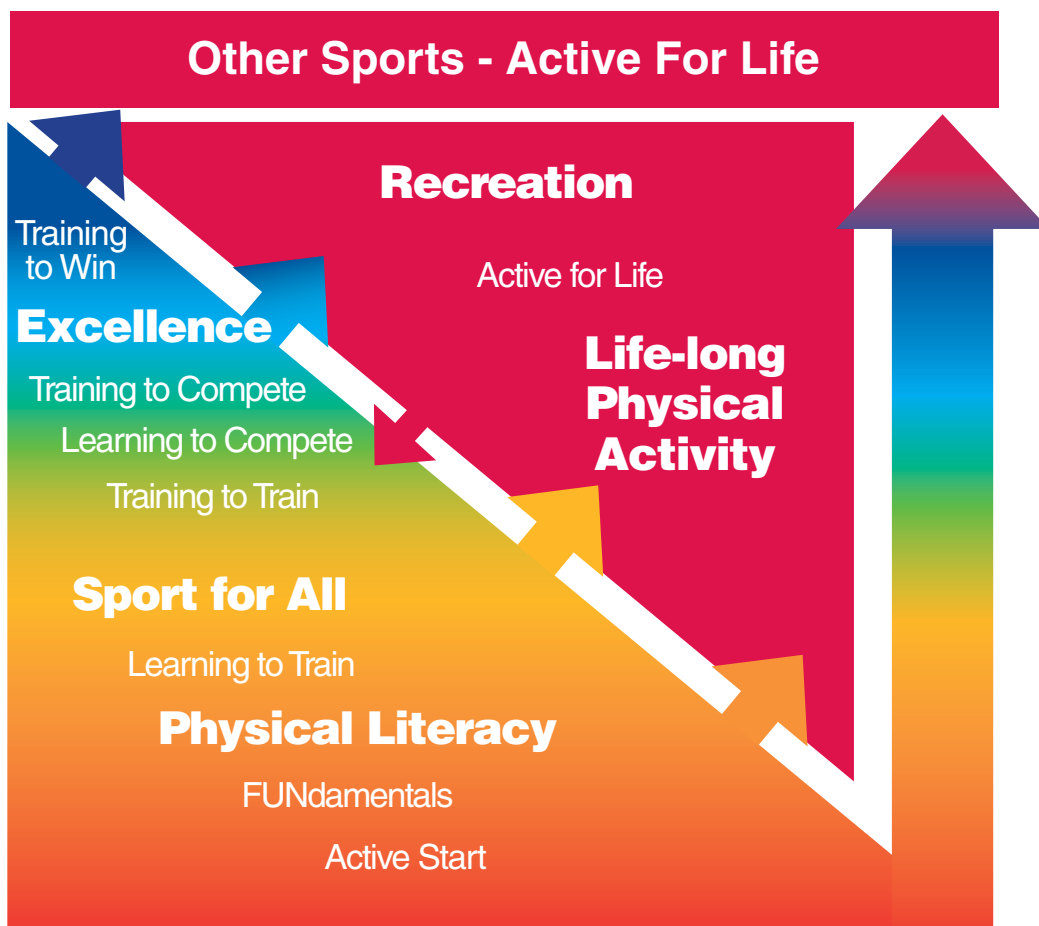 Other Sports - Active For Life
Recreation
Training
to Win
Active for Life
Excellence
Life-long
Physical
Activity
Training to Compete
Learning to Compete
Training to Train
Sport for All
Learning to Train
Physical Literacy
FUNdamentals
Active Start